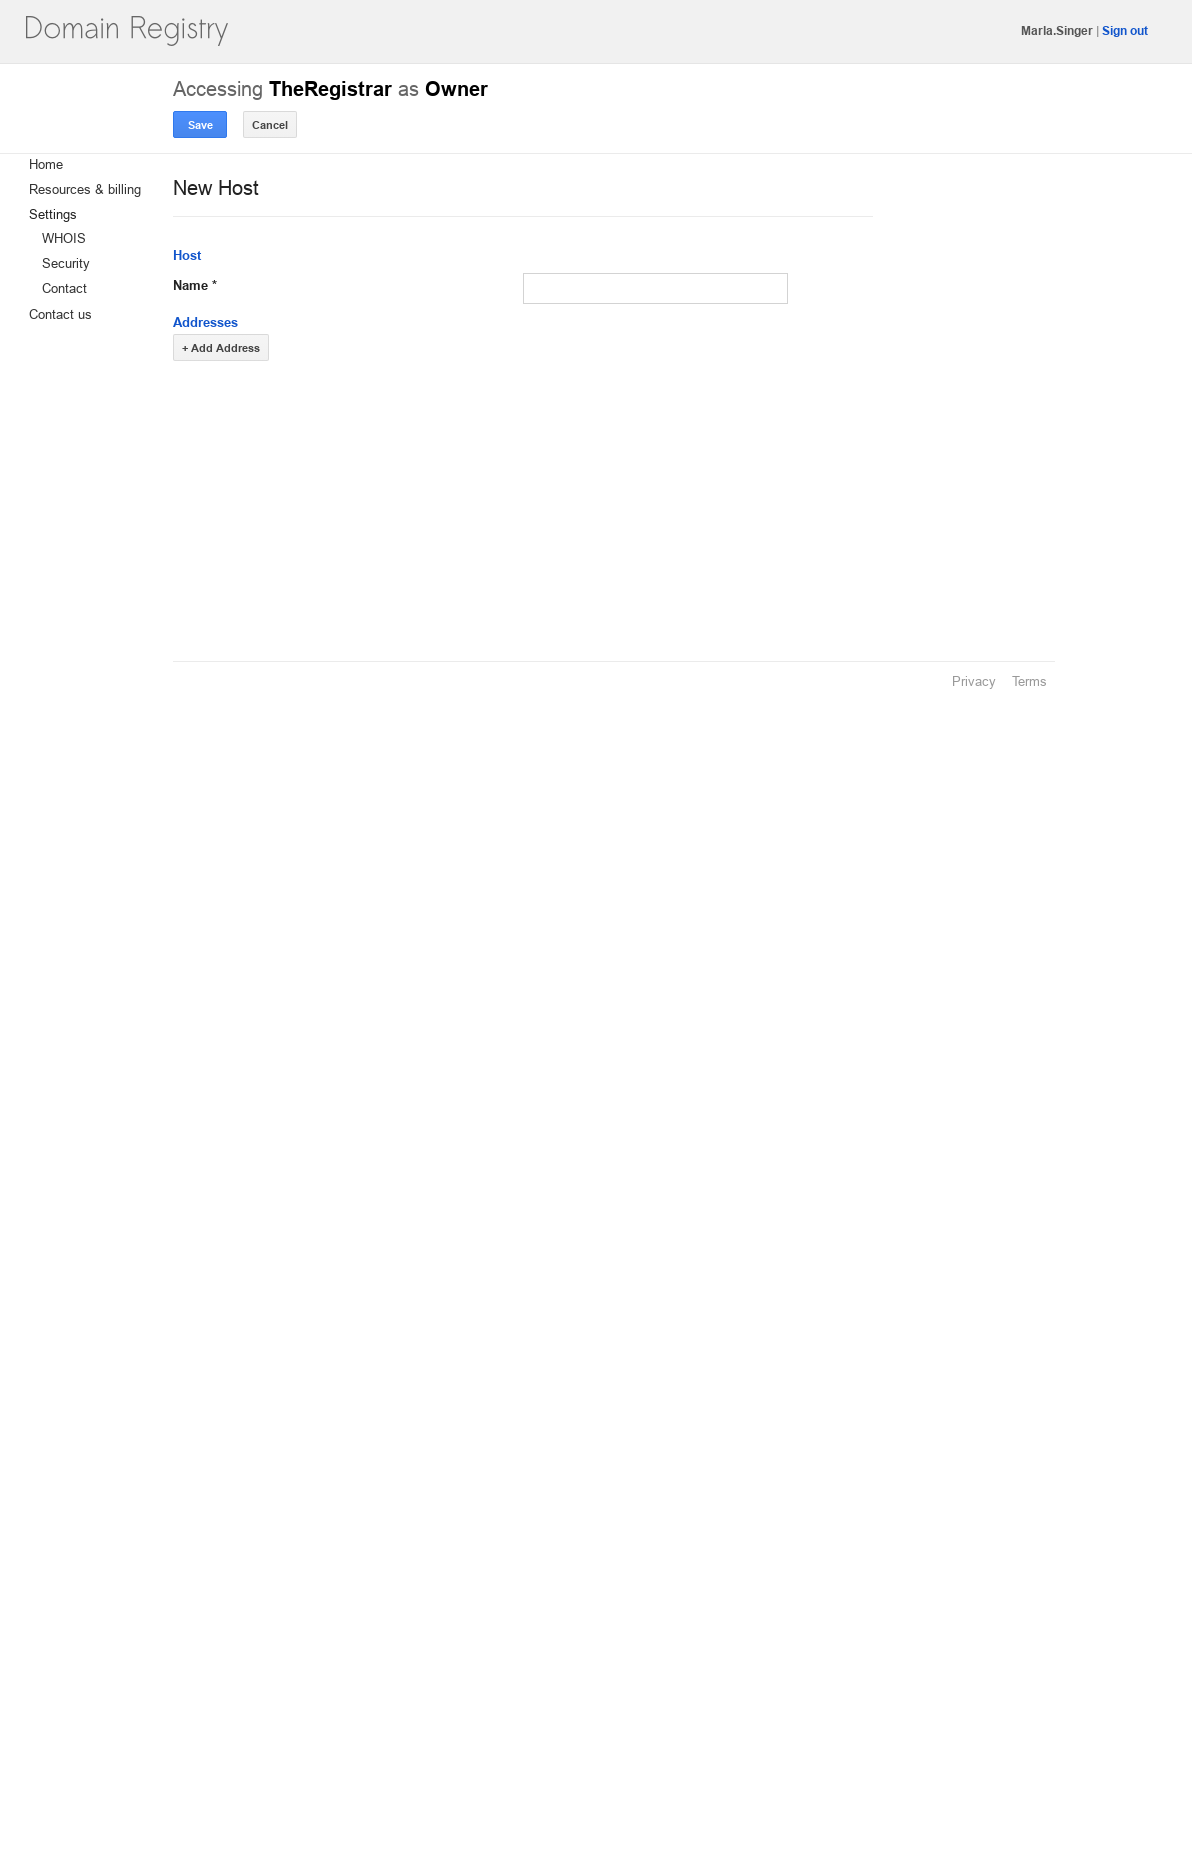 Domain Registry
Marla.Singer | Sign out
Accessing TheRegistrar as Owner
Save Cancel
Home
Resources & billing
Settings
WHOIS
Security
Contact
Contact us
New Host
Host
Name *
Addresses
+ Add Address
Privacy Terms